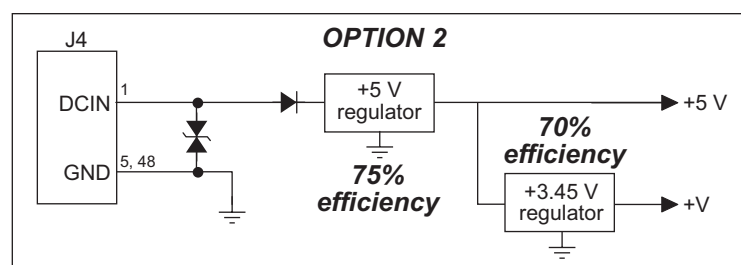 OPTION 2
J4
DCIN
1
GND
5, 48
+5 V
regulator
75%
efficiency
+5 V
70%
efficiency
+3.45 V
regulator
+V